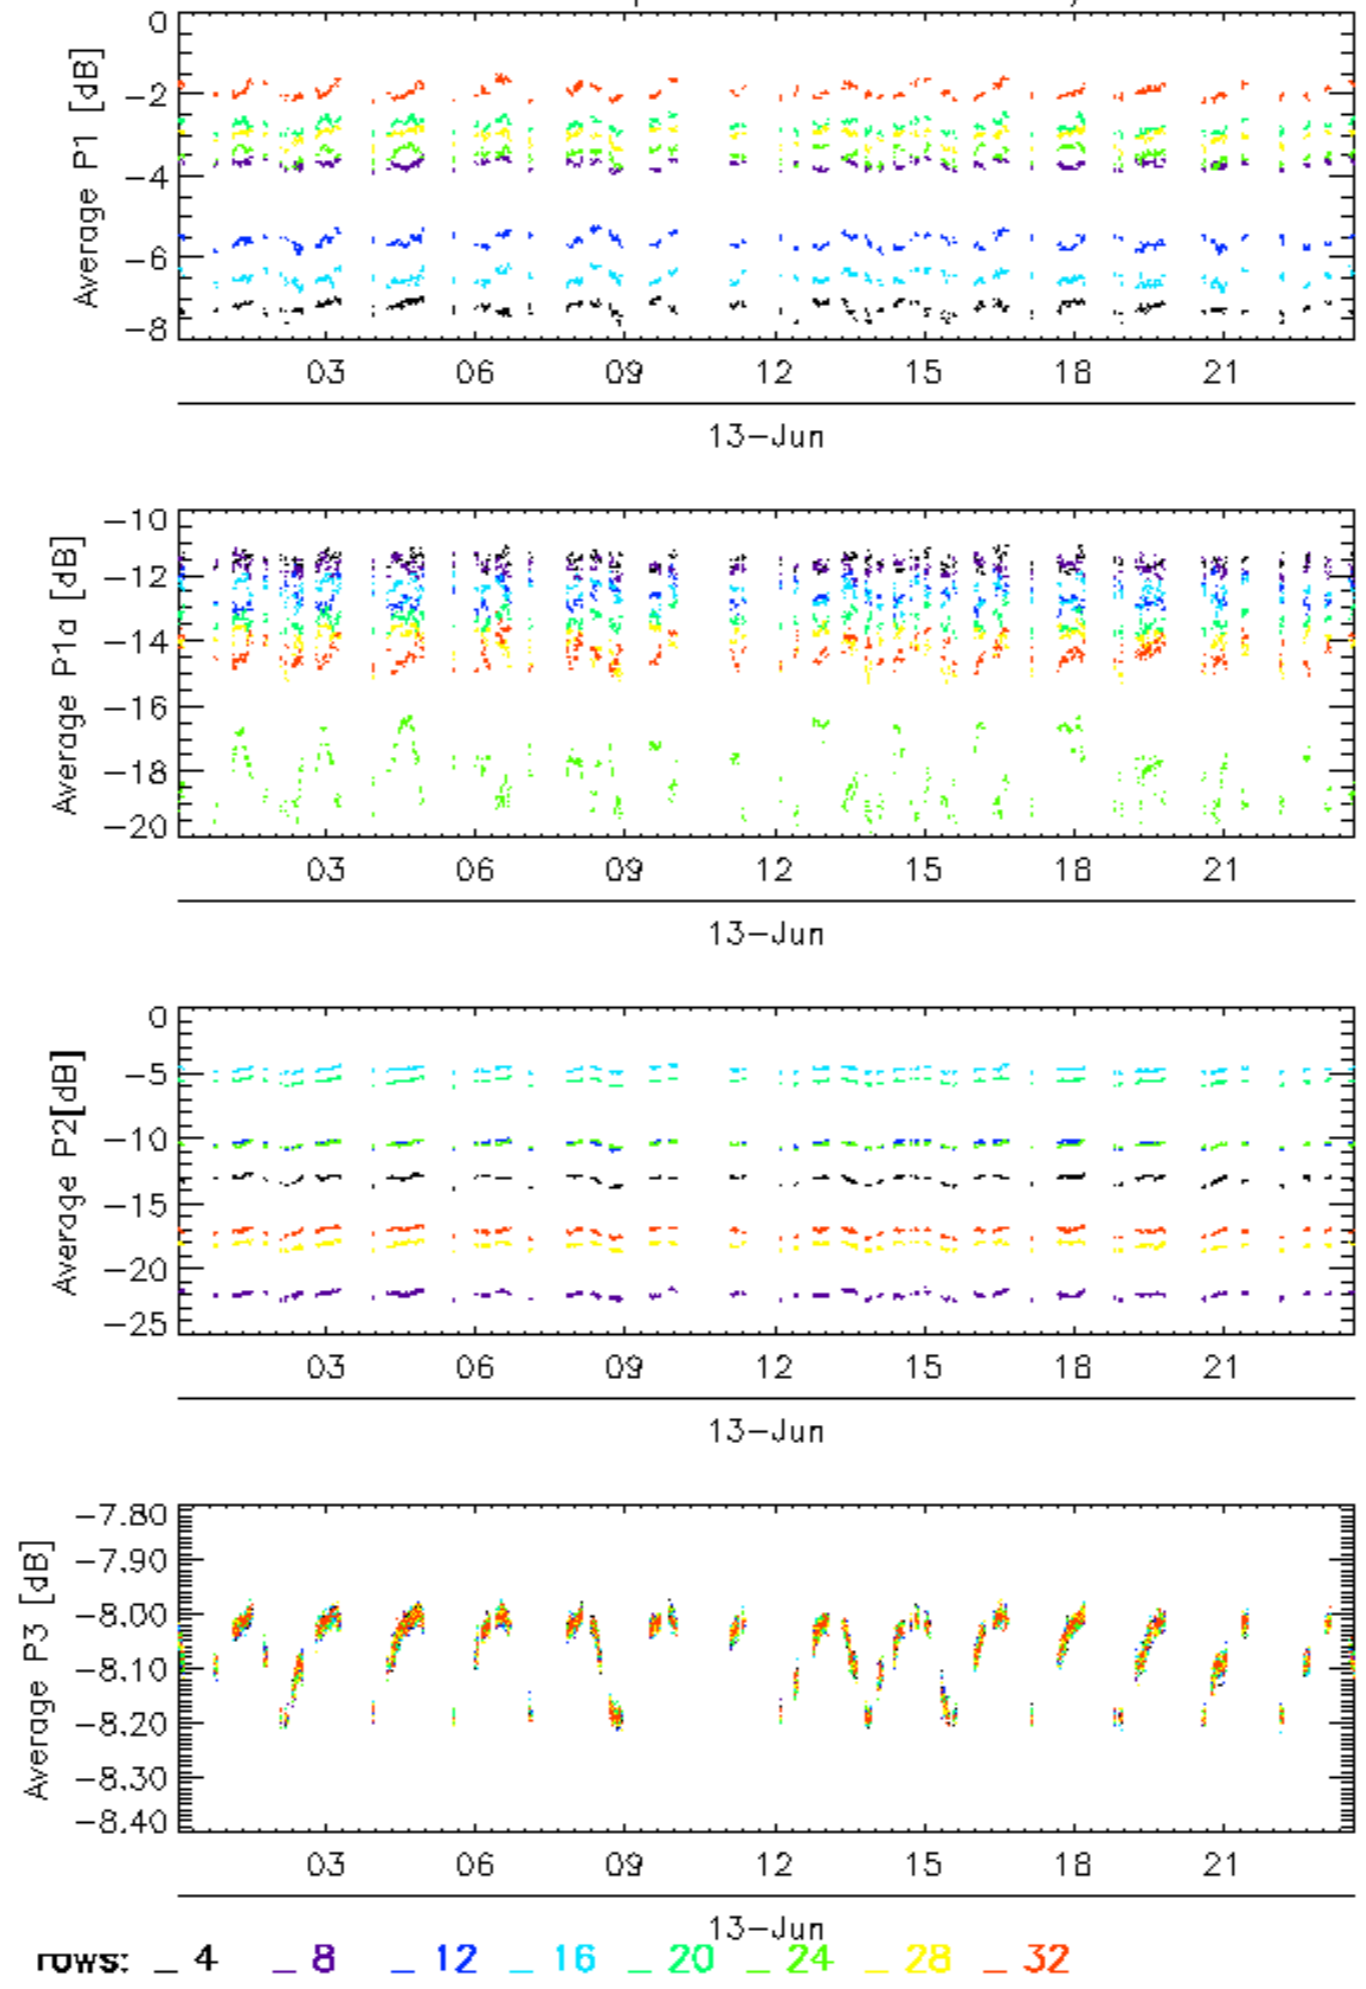 Average P1 [dB]
0
−2
−4
−6
−8
03 06 09 12 15 18 21
13−Jun
Average P1a [dB]
−10
−12
−14
−16
−18
−20
03 06 09 12 15 18 21
13−Jun
Average P2[dB]
0
−5
−10
−15
−20
−25
03 06 09 12 15 18 21
13−Jun
Average P3 [dB]
−7.80
−7.90
−8.00
−8.10
−8.20
−8.30
−8.40
03 06 09 12 15 18 21
13−Jun
rows: _ 4 _ 8 _ 12 _ 16 _ 20 _ 24 _ 28 _ 32